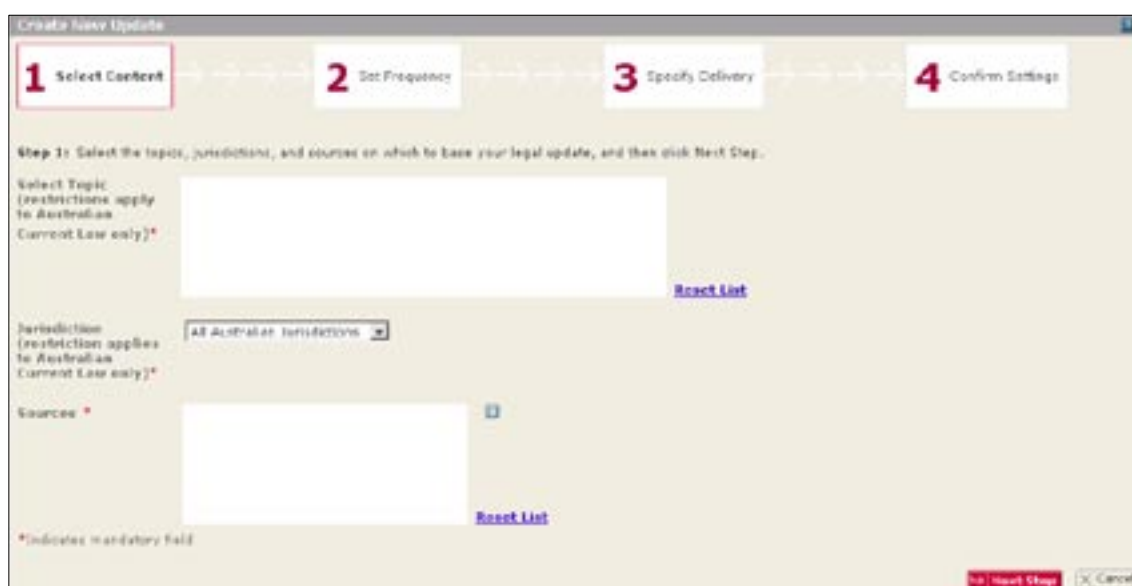 Create New Update
1 Select Content
2 Set Frequency
3 Specify Delivery
4 Confirm Settings
Step 1: Select the topics, jurisdictions, and sources on which to base your legal update, and then click Next Step.
Select Topic
(restrictions apply
to Australian
Current Law only)*
Reset List
Jurisdiction
(restriction applies
to Australian
Current Law only)*
All Australian Jurisdictions
Sources *
Reset List
*Indicates mandatory field
Next Step
Cancel